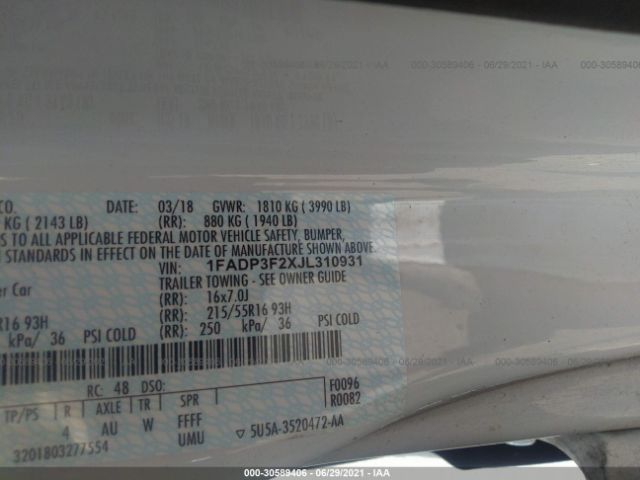 000-30589406 - 06/29/2021 - IAA
000-30589406 - 06/29/2021 - IAA
CO. DATE: 03/18 GVWR: 1810 KG ( 3990 LB)
KG ( 2143 LB) (RR): 880 KG ( 1940 LB)
S TO ALL APPLICABLE FEDERAL MOTOR VEHICLE SAFETY, BUMPER,
STANDARDS IN EFFECT ON THE DATE OF MANUFACTURE
VIN: 1FADP3F2XJL310931
TRAILER TOWING - SEE OWNER GUIDE
er Car (RR): 16x7.0J
R16 93H (RR): 215/55R16 93H
kPa/ 36 PSI COLD (RR): 250 kPa/ 36 PSI COLD
RC: 48 DSO: F0096
R0082
TP/PS R AXLE TR SPR
4 AU W FFFF
UMU 5U5A-3520472-AA
3201803277554
000-30589406 - 06/29/2021 - IAA
000-30589406 - 06/29/2021 - IAA